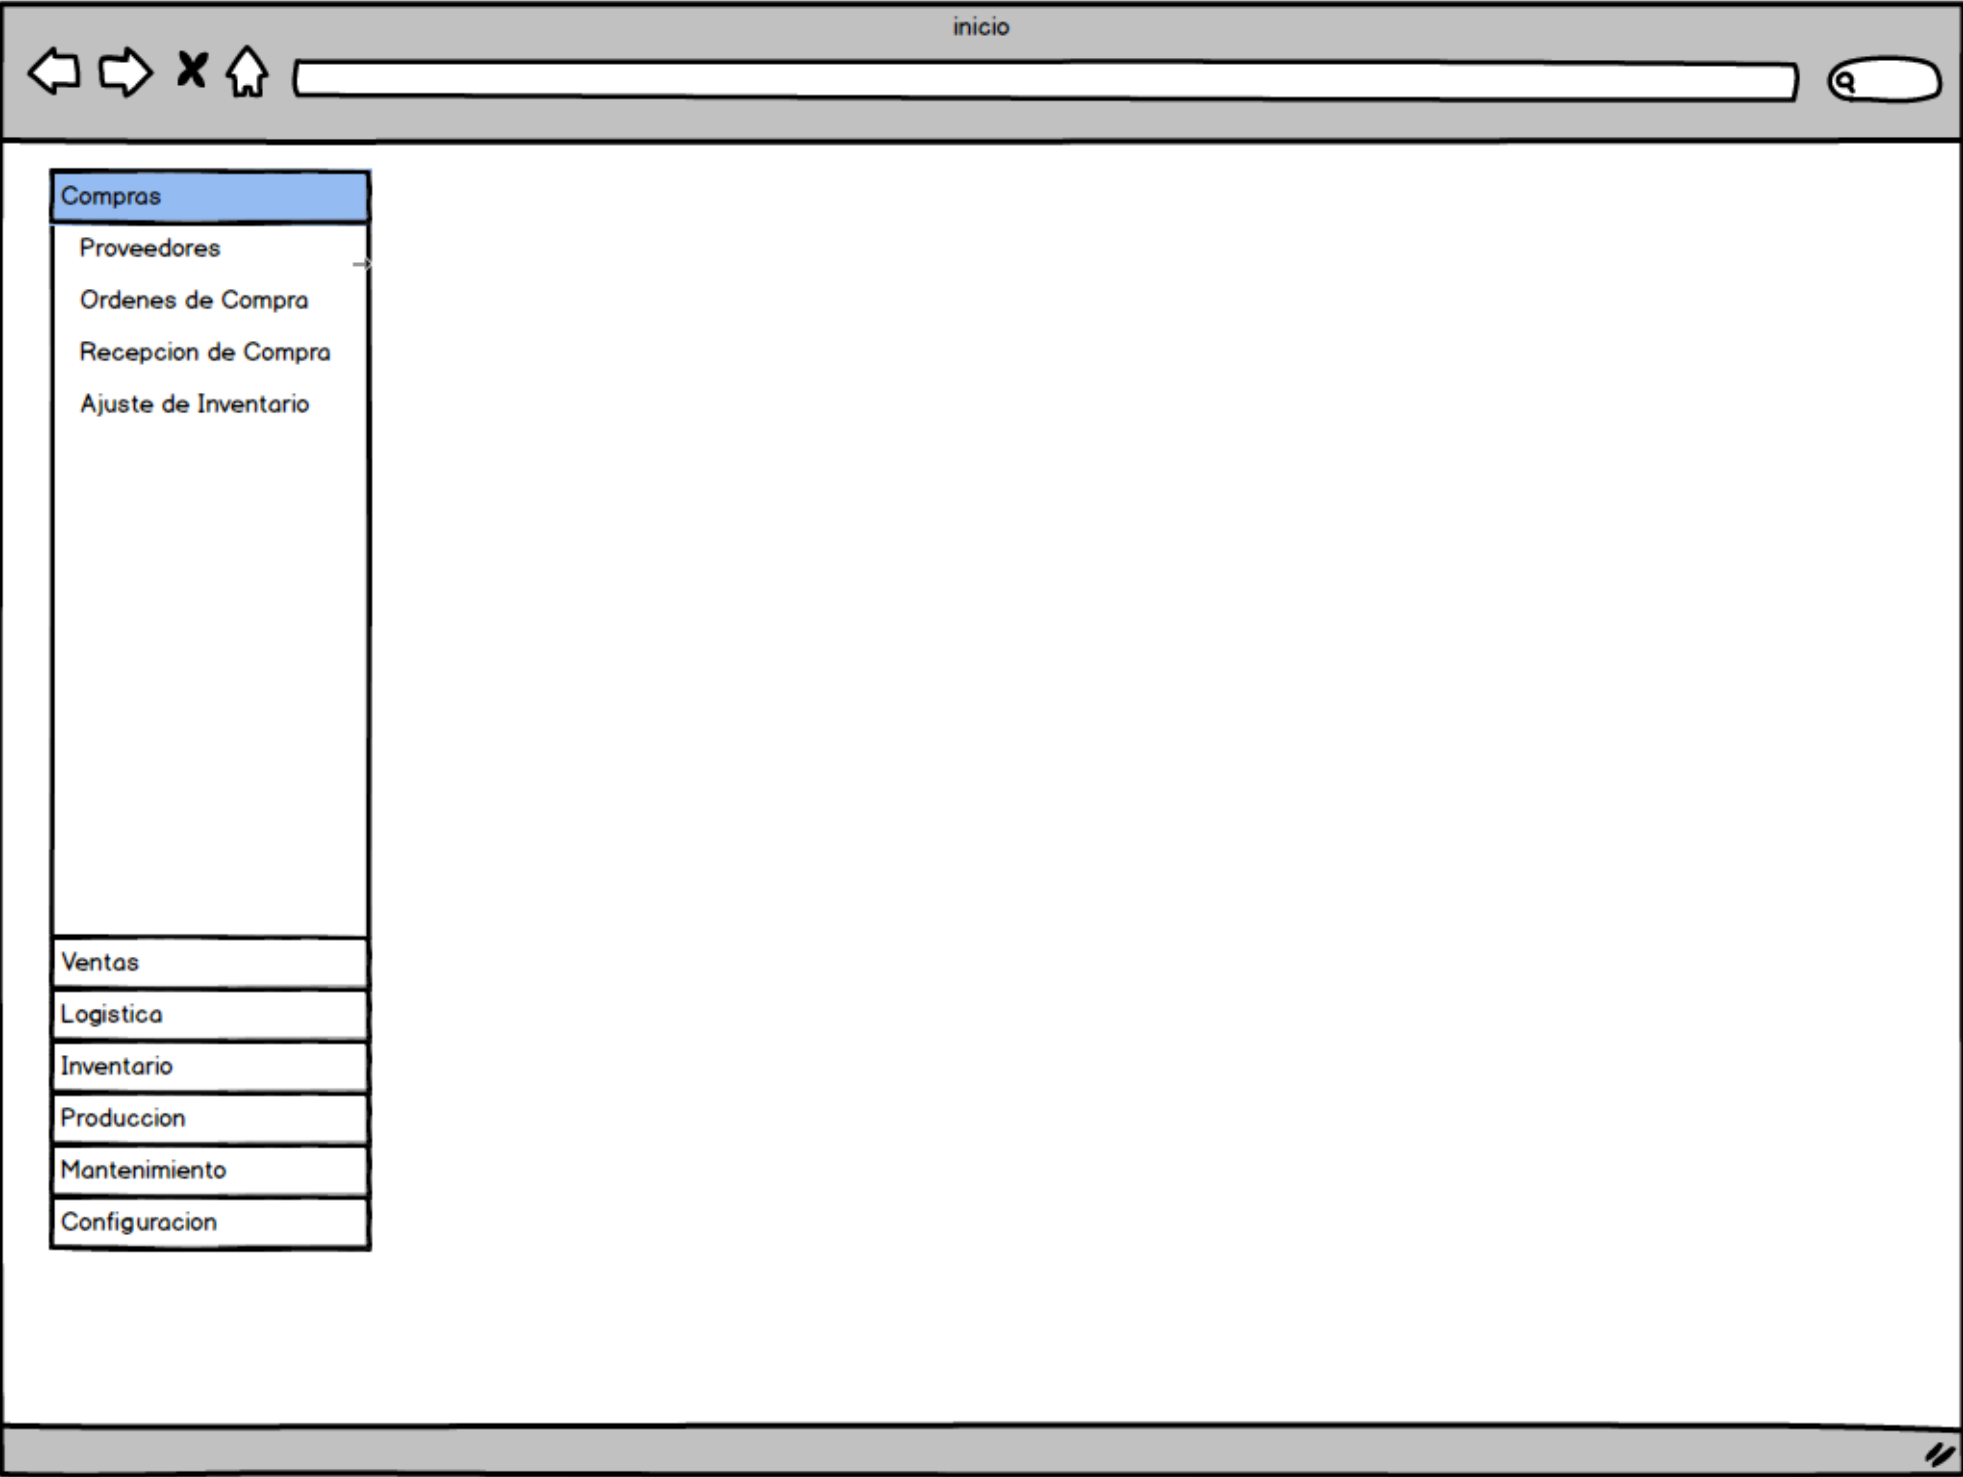 inicio
Compras
Proveedores
Ordenes de Compra
Recepcion de Compra
Ajuste de Inventario
Ventas
Logistica
Inventario
Produccion
Mantenimiento
Configuracion